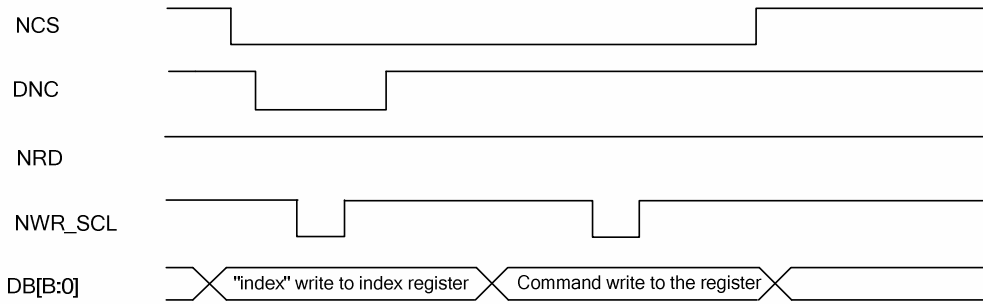 NCS
DNC
NRD
NWR_SCL
DB[B:0] "index" write to index register Command write to the register